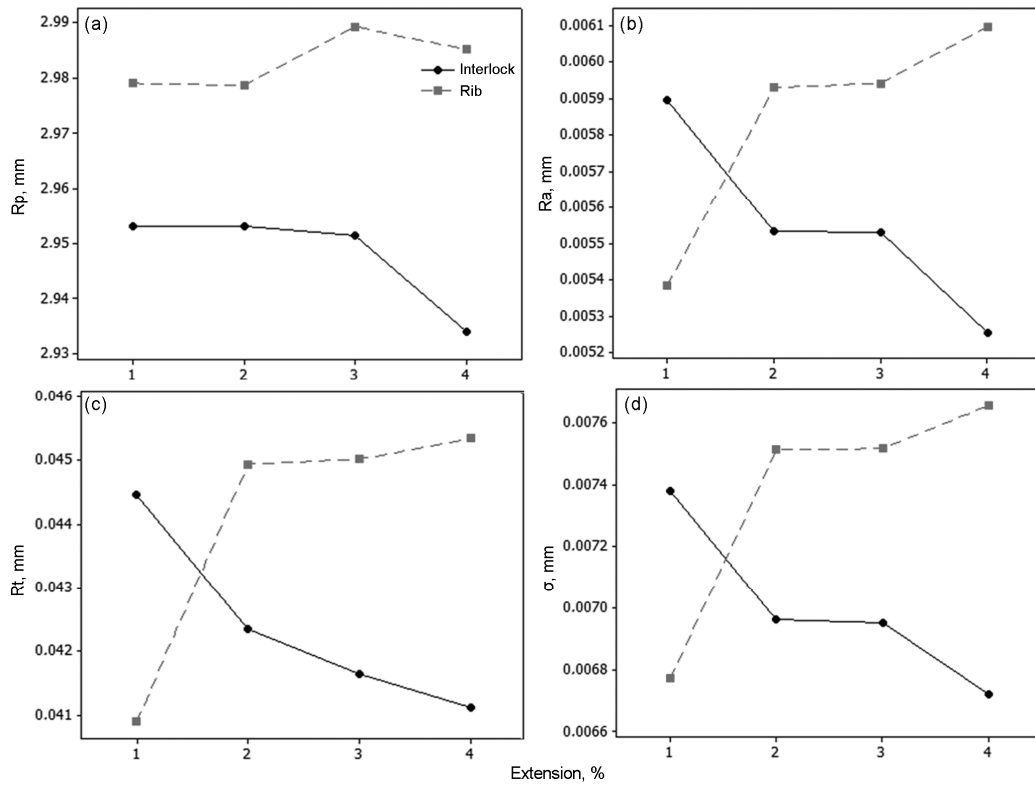 (a)
2.99
2.98
2.97
2.96
2.95
2.94
2.93
Rp, mm
1 2 3 4
Interlock
Rib
(b)
0.0061
0.0060
0.0059
0.0058
0.0057
0.0056
0.0055
0.0054
0.0053
0.0052
Ra, mm
1 2 3 4
(c)
0.046
0.045
0.044
0.043
0.042
0.041
Rt, mm
1 2 3 4
(d)
0.0076
0.0074
0.0072
0.0070
0.0068
0.0066
σ, mm
1 2 3 4
Extension, %